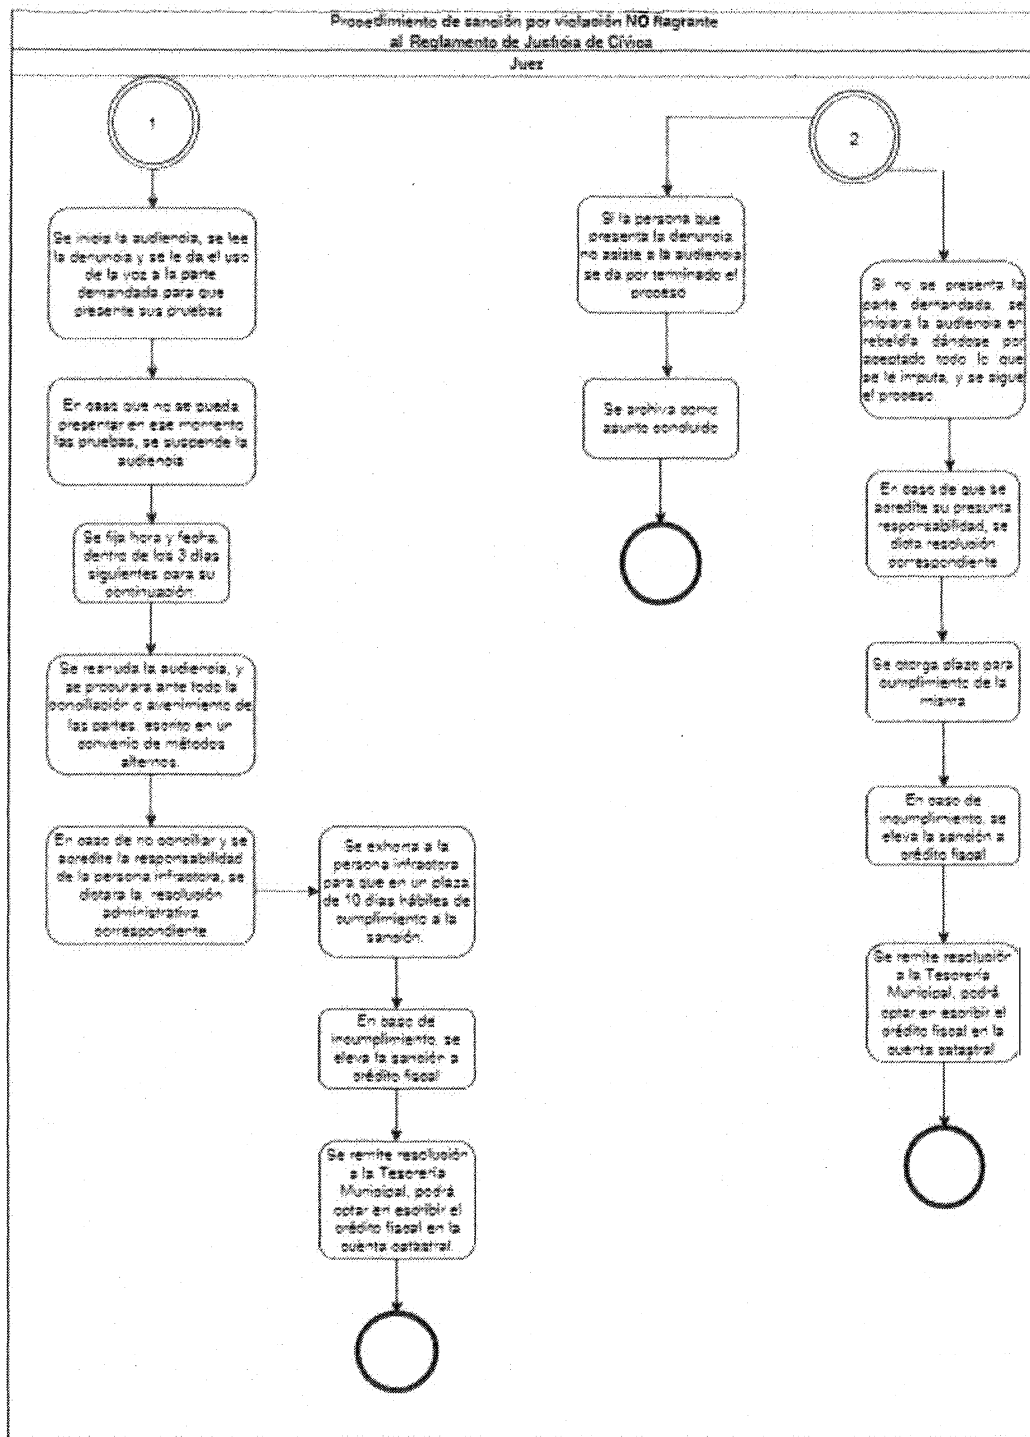 Procedimiento de sanción por violación NO flagrante
al Reglamento de Justicia de Cívica
Juez
1
Se inicia la audiencia, se lee
la denuncia y se le da el uso
de la voz a la parte
demandada para que
presente sus pruebas
En caso que no se pueda
presentar en ese momento
las pruebas, se suspende la
audiencia
Se fija hora y fecha,
dentro de los 3 días
siguientes para su
continuación.
Se reanuda la audiencia, y
se procurara ante todo la
conciliación o avenimiento de
las partes, escrito en un
convenio de métodos
alternos.
En caso de no conciliar y se
acredite la responsabilidad
de la persona infractora, se
dictara la resolución
administrativa
correspondiente
Se exhorta a la
persona infractora
para que en un plaza
de 10 días hábiles de
cumplimiento a la
sanción.
En caso de
incumplimiento, se
eleva la sanción a
crédito fiscal
Se remite resolución
a la Tesorería
Municipal, podrá
optar en escribir el
crédito fiscal en la
cuenta catastral.
2
Si la persona que
presenta la denuncia
no asiste a la audiencia
se da por terminado el
proceso
Se archiva como
asunto concluido
Si no se presenta la
parte demandada, se
iniciara la audiencia en
rebeldía dándose por
aceptado todo lo que
se le imputa, y se sigue
el proceso.
En caso de que se
acredite su presunta
responsabilidad, se
dicta resolución
correspondiente
Se otorga plazo para
cumplimiento de la
misma
En caso de
incumplimiento, se
eleva la sanción a
crédito fiscal
Se remite resolución
a la Tesorería
Municipal, podrá
optar en escribir el
crédito fiscal en la
cuenta catastral